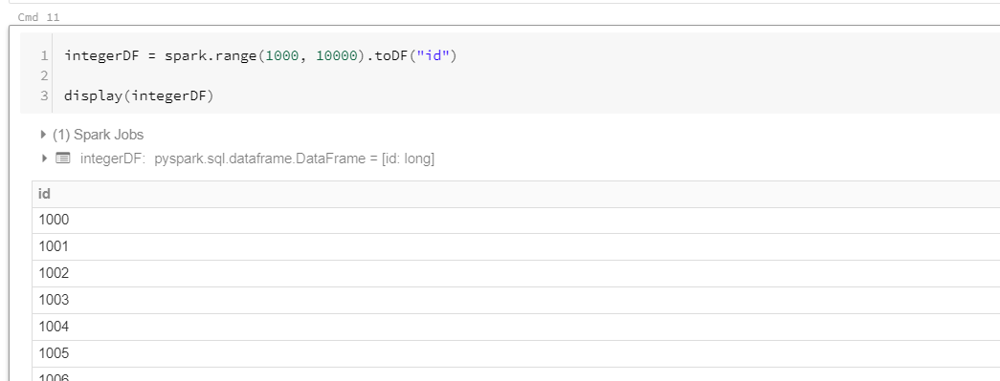 Cmd 11
1 integerDF = spark.range(1000, 10000).toDF("id")
2
3 display(integerDF)
(1) Spark Jobs
integerDF: pyspark.sql.dataframe.DataFrame = [id: long]
id
1000
1001
1002
1003
1004
1005
1006